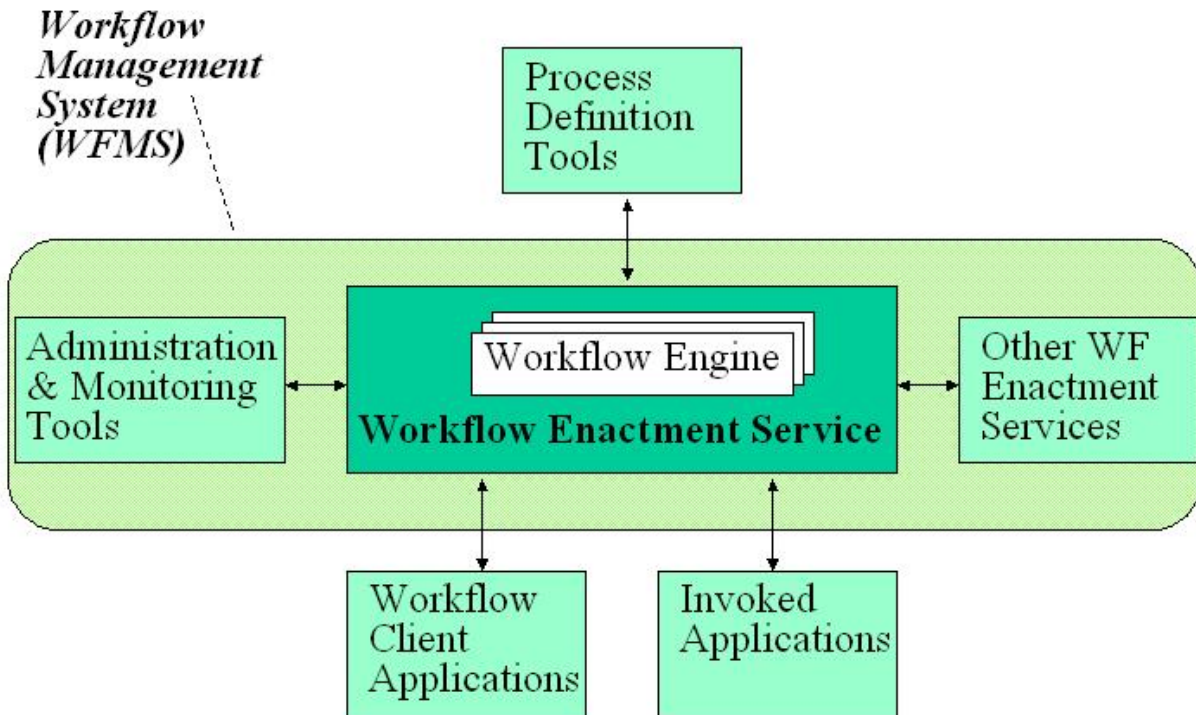 Workflow
Management
System
(WFMS)
Process
Definition
Tools
Administration
& Monitoring
Tools
Workflow Engine
Workflow Enactment Service
Other WF
Enactment
Services
Workflow
Client
Applications
Invoked
Applications